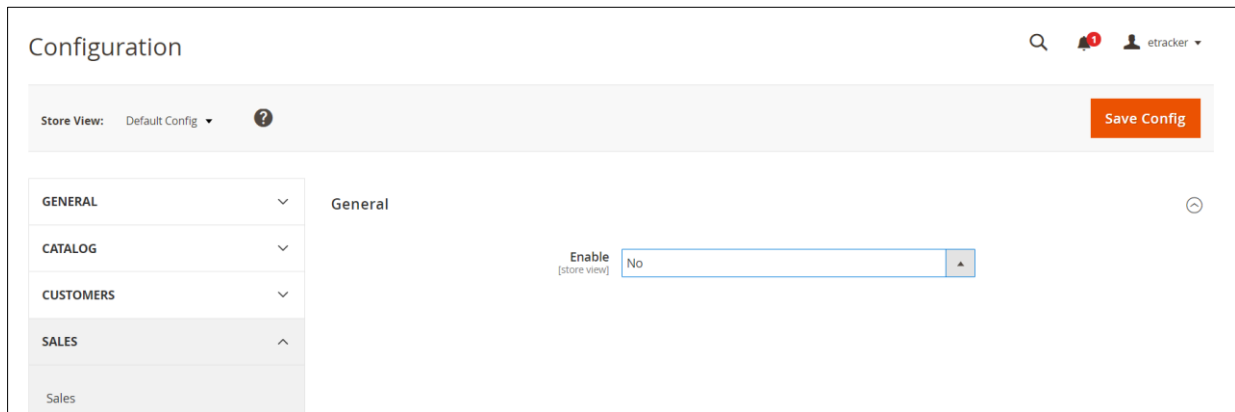 Configuration
1
etracker
Store View: Default Config
?
Save Config
GENERAL
General
CATALOG
Enable
[store view]
No
CUSTOMERS
SALES
Sales